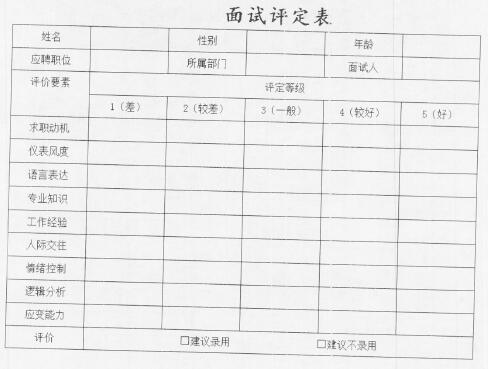 面试评定表
姓名 性别 年龄
应聘职位 所属部门 面试人
评价要素 评定等级
1（差） 2（较差） 3（一般） 4（较好） 5（好）
求职动机
仪表风度
语言表达
专业知识
工作经验
人际交往
情绪控制
逻辑分析
应变能力
评价 □建议录用 □建议不录用